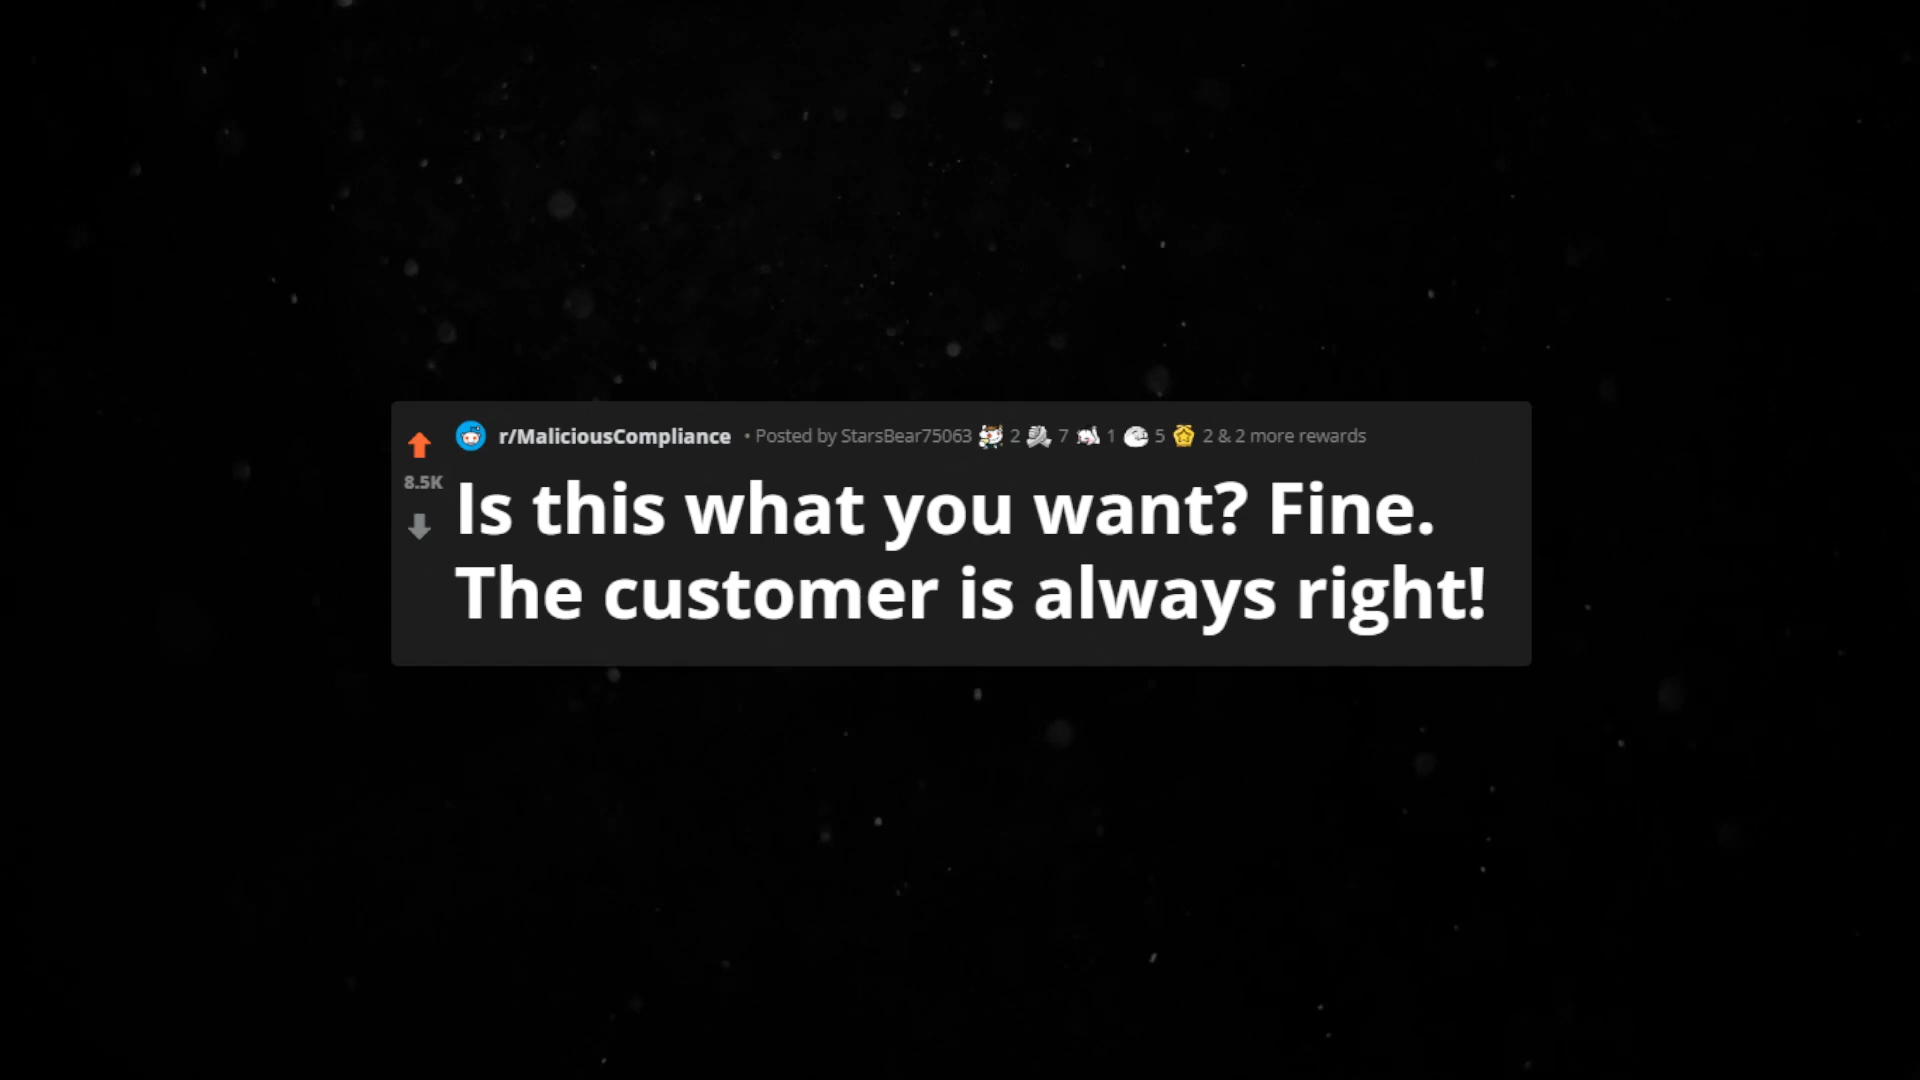 r/MaliciousCompliance • Posted by StarsBear75063 2 7 1 5 2 & 2 more rewards
8.5K
Is this what you want? Fine.
The customer is always right!